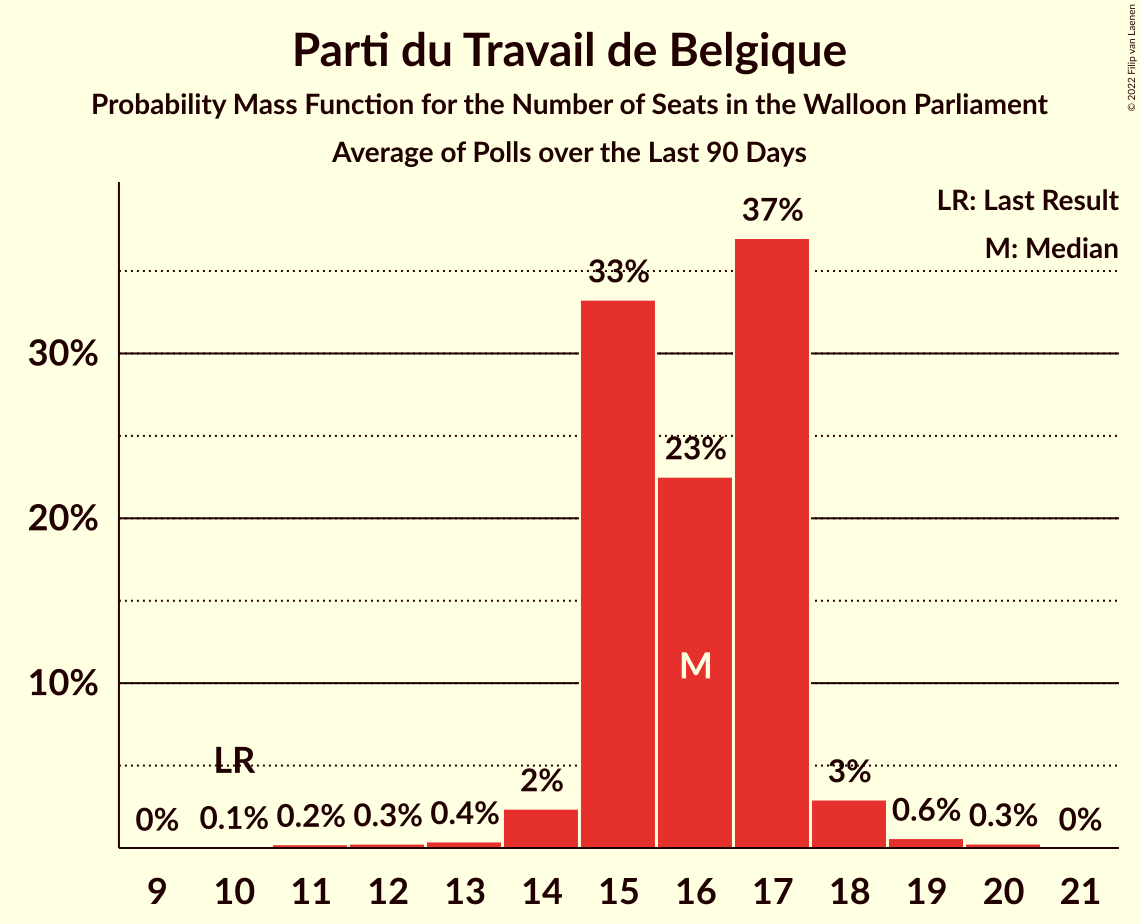 Parti du Travail de Belgique
Probability Mass Function for the Number of Seats in the Walloon Parliament
Average of Polls over the Last 90 Days
© 2022 Filip van Laenen
LR: Last Result
M: Median
30%
20%
10%
0%
LR
0.1%
0.2%
0.3%
0.4%
2%
33%
23%
M
37%
3%
0.6%
0.3%
0%
9 10 11 12 13 14 15 16 17 18 19 20 21